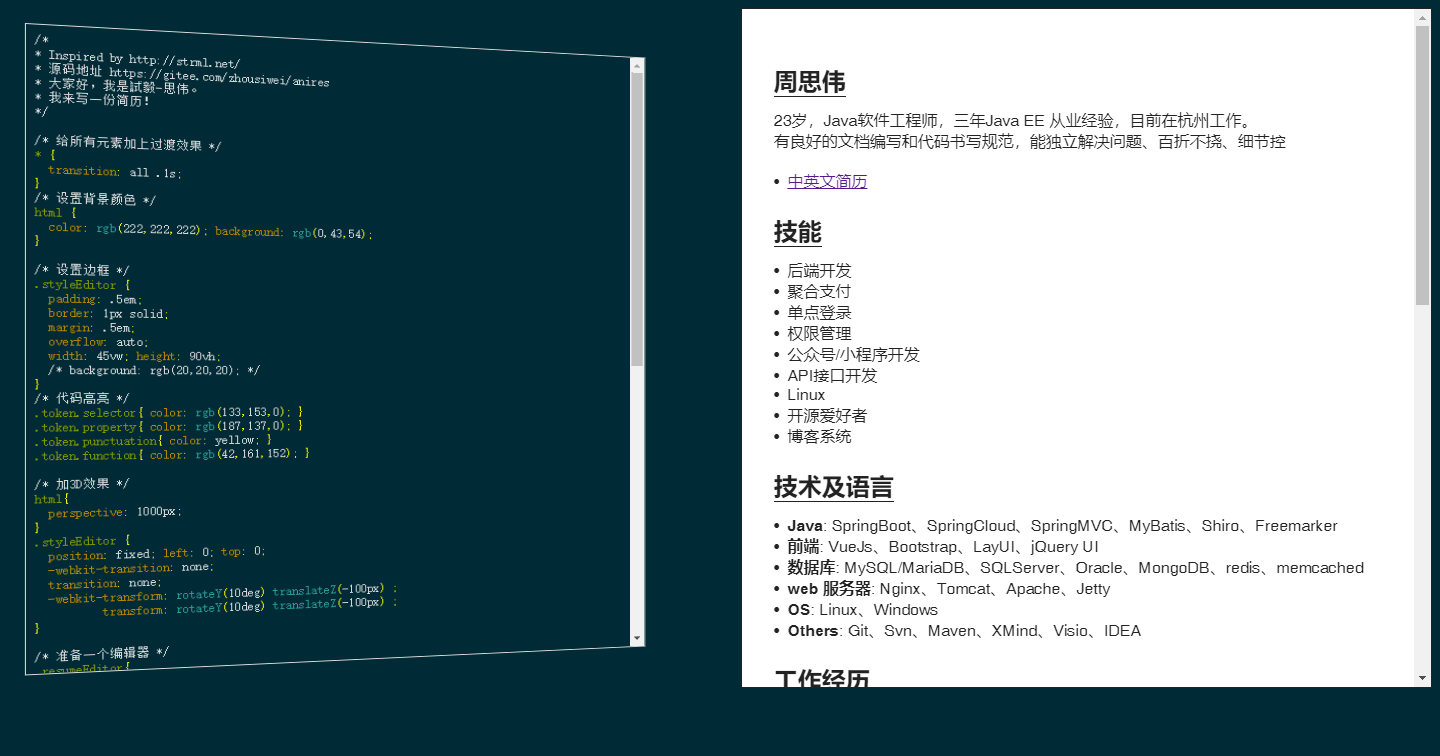 /*
* Inspired by http://strml.net/
* 源码地址 https://gitee.com/zhousiwei/anires
* 大家好，我是試毅-思伟。
* 我来写一份简历！
*/
/* 给所有元素加上过渡效果 */
* {
transition: all .1s;
}
/* 设置背景颜色 */
html {
color: rgb(222,222,222); background: rgb(0,43,54);
}
/* 设置边框 */
.styleEditor {
padding: .5em;
border: 1px solid;
margin: .5em;
overflow: auto;
width: 45vw; height: 90vh;
/* background: rgb(20,20,20); */
}
/* 代码高亮 */
.token.selector{ color: rgb(133,153,0); }
.token.property{ color: rgb(187,137,0); }
.token.punctuation{ color: yellow; }
.token.function{ color: rgb(42,161,152); }
/* 加3D效果 */
html{
perspective: 1000px;
}
.styleEditor {
position: fixed; left: 0; top: 0;
-webkit-transition: none;
transition: none;
-webkit-transform: rotateY(10deg) translateZ(-100px) ;
transform: rotateY(10deg) translateZ(-100px) ;
}
/* 准备一个编辑器 */
.resumeEditor{
周思伟
23岁，Java软件工程师，三年Java EE 从业经验，目前在杭州工作。
有良好的文档编写和代码书写规范，能独立解决问题、百折不挠、细节控
• 中英文简历
技能
• 后端开发
• 聚合支付
• 单点登录
• 权限管理
• 公众号/小程序开发
• API接口开发
• Linux
• 开源爱好者
• 博客系统
技术及语言
• Java: SpringBoot、SpringCloud、SpringMVC、MyBatis、Shiro、Freemarker
• 前端: VueJs、Bootstrap、LayUI、jQuery UI
• 数据库: MySQL/MariaDB、SQLServer、Oracle、MongoDB、redis、memcached
• web 服务器: Nginx、Tomcat、Apache、Jetty
• OS: Linux、Windows
• Others: Git、Svn、Maven、XMind、Visio、IDEA
工作经历